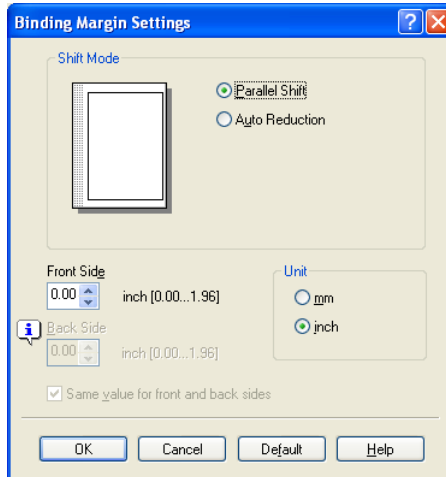 Binding Margin Settings
Shift Mode
Parallel Shift
Auto Reduction
Front Side
0.00 inch [0.00...1.96]
Unit
mm
inch
Back Side
0.00 inch [0.00...1.96]
Same value for front and back sides
OK Cancel Default Help